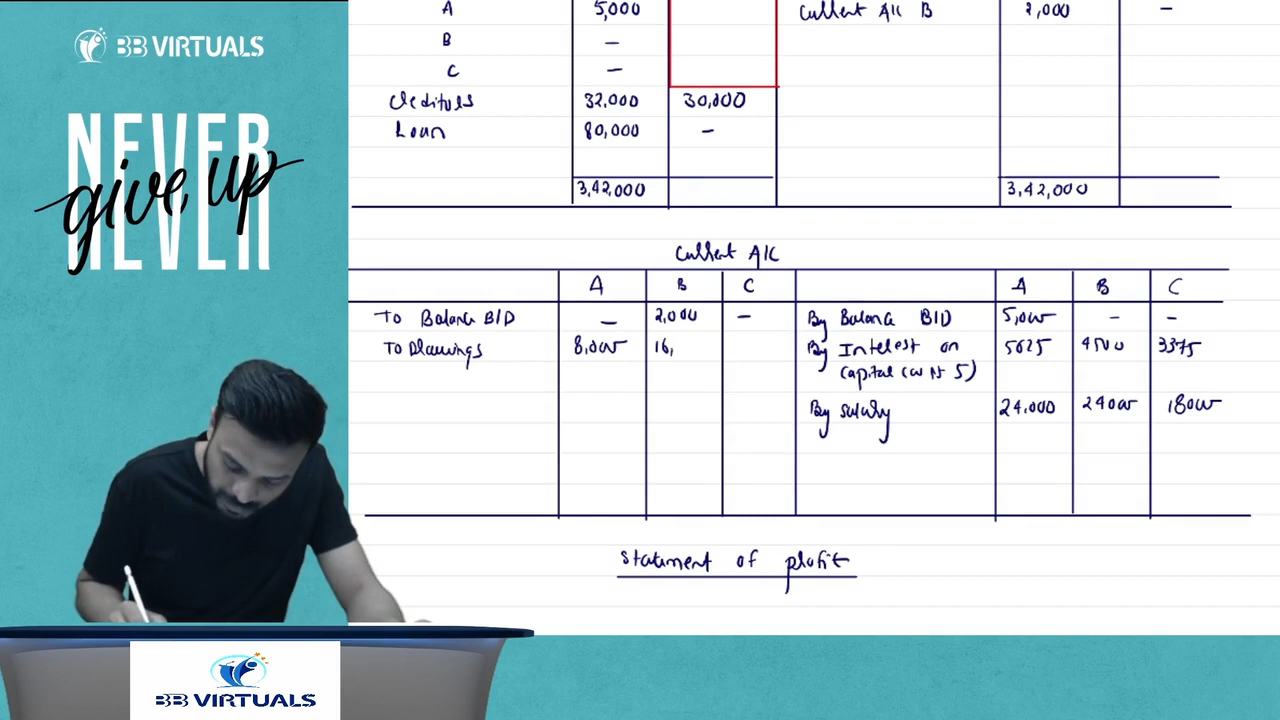 BB VIRTUALS
NEVER
give up
NEVER
A 5,000 Current A/c B 2,000 –
B –
C –
Creditors 32,000 30,000
Loan 80,000 –
3,42,000 3,42,000
Current A/C
A B C A B C
To Balance B/D – 2,000 – By Balance B/D 5,000 – –
To Drawings 8,000 16, By Interest on 5625 4500 3375
Capital (WN 5)
By Salary 24,000 24000 18000
Statement of profit
BB VIRTUALS